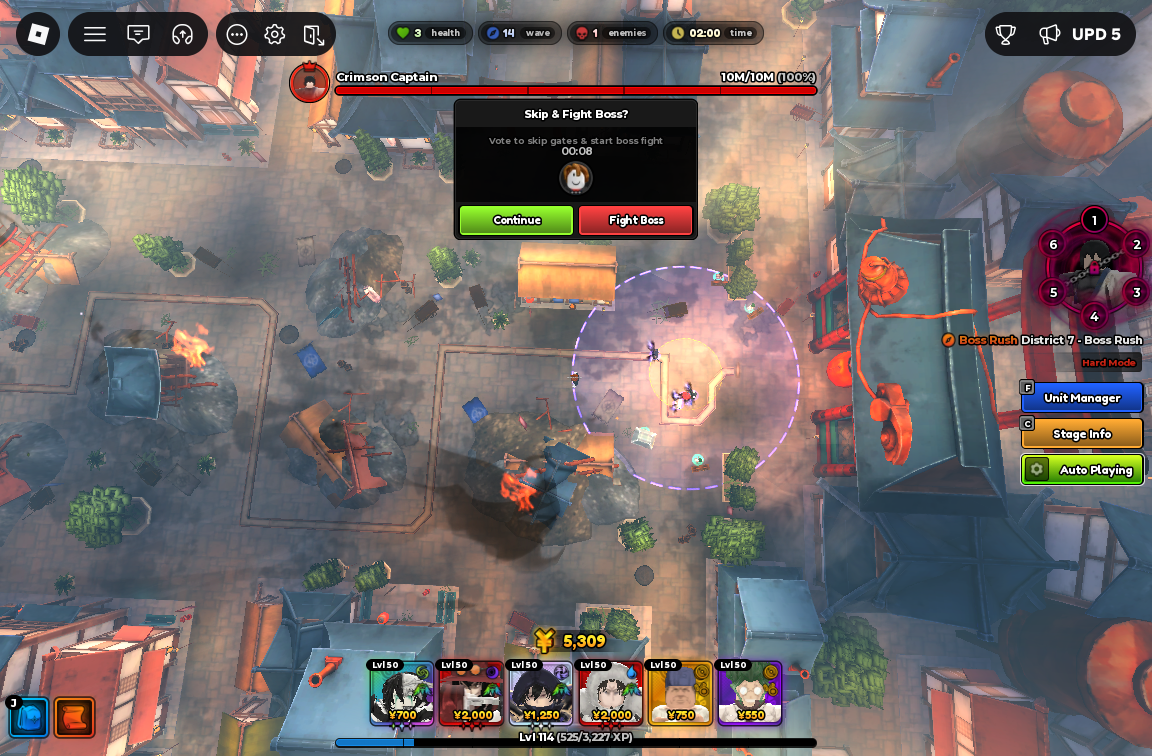 3 health
14 wave
1 enemies
02:00 time
UPD 5
Crimson Captain
10M/10M (100%)
Skip & Fight Boss?
Vote to skip gates & start boss fight
00:08
Continue
Fight Boss
1
2
3
4
5
6
Boss Rush District 7 - Boss Rush
Hard Mode
F
Unit Manager
C
Stage Info
Auto Playing
5,309
Lvl 50
Lvl 50
Lvl 50
Lvl 50
Lvl 50
Lvl 50
¥700
¥2,000
¥1,250
¥2,000
¥750
¥550
J
Lvl 114 (525/3,227 XP)